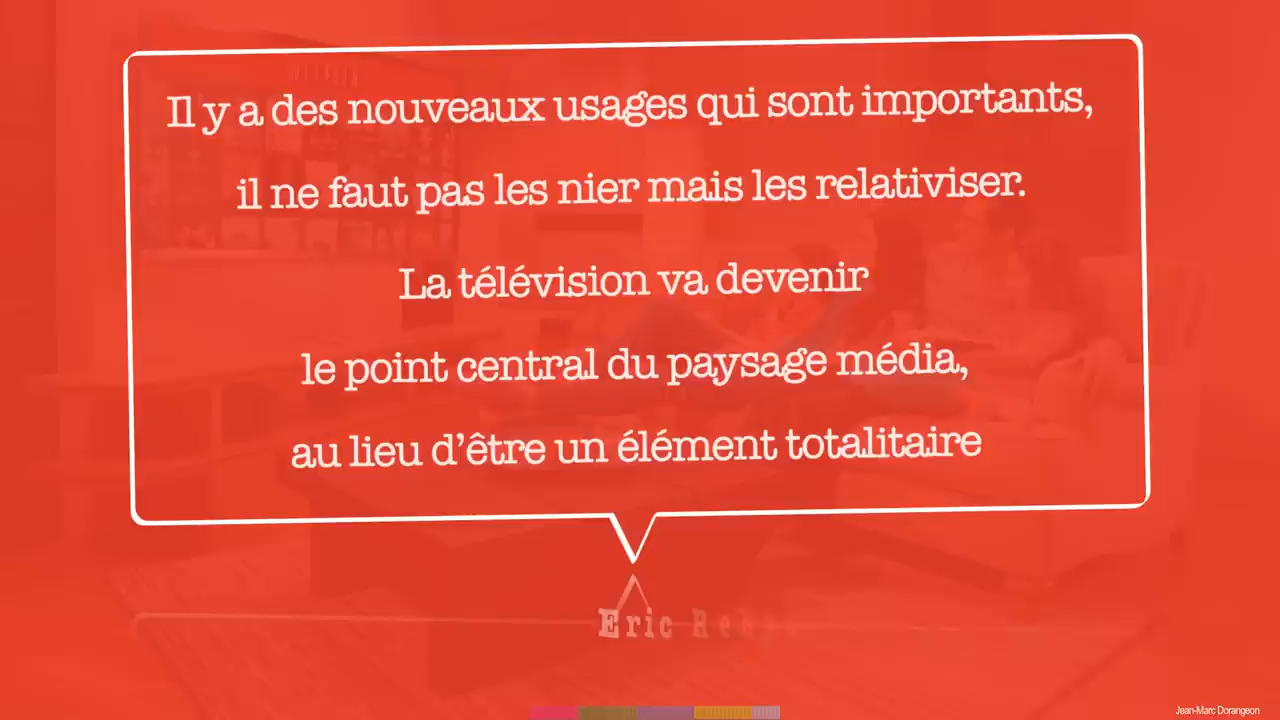 Il y a des nouveaux usages qui sont importants,
il ne faut pas les nier mais les relativiser.
La télévision va devenir
le point central du paysage média,
au lieu d’être un élément totalitaire
Eric
Jean-Marc Dorangeon